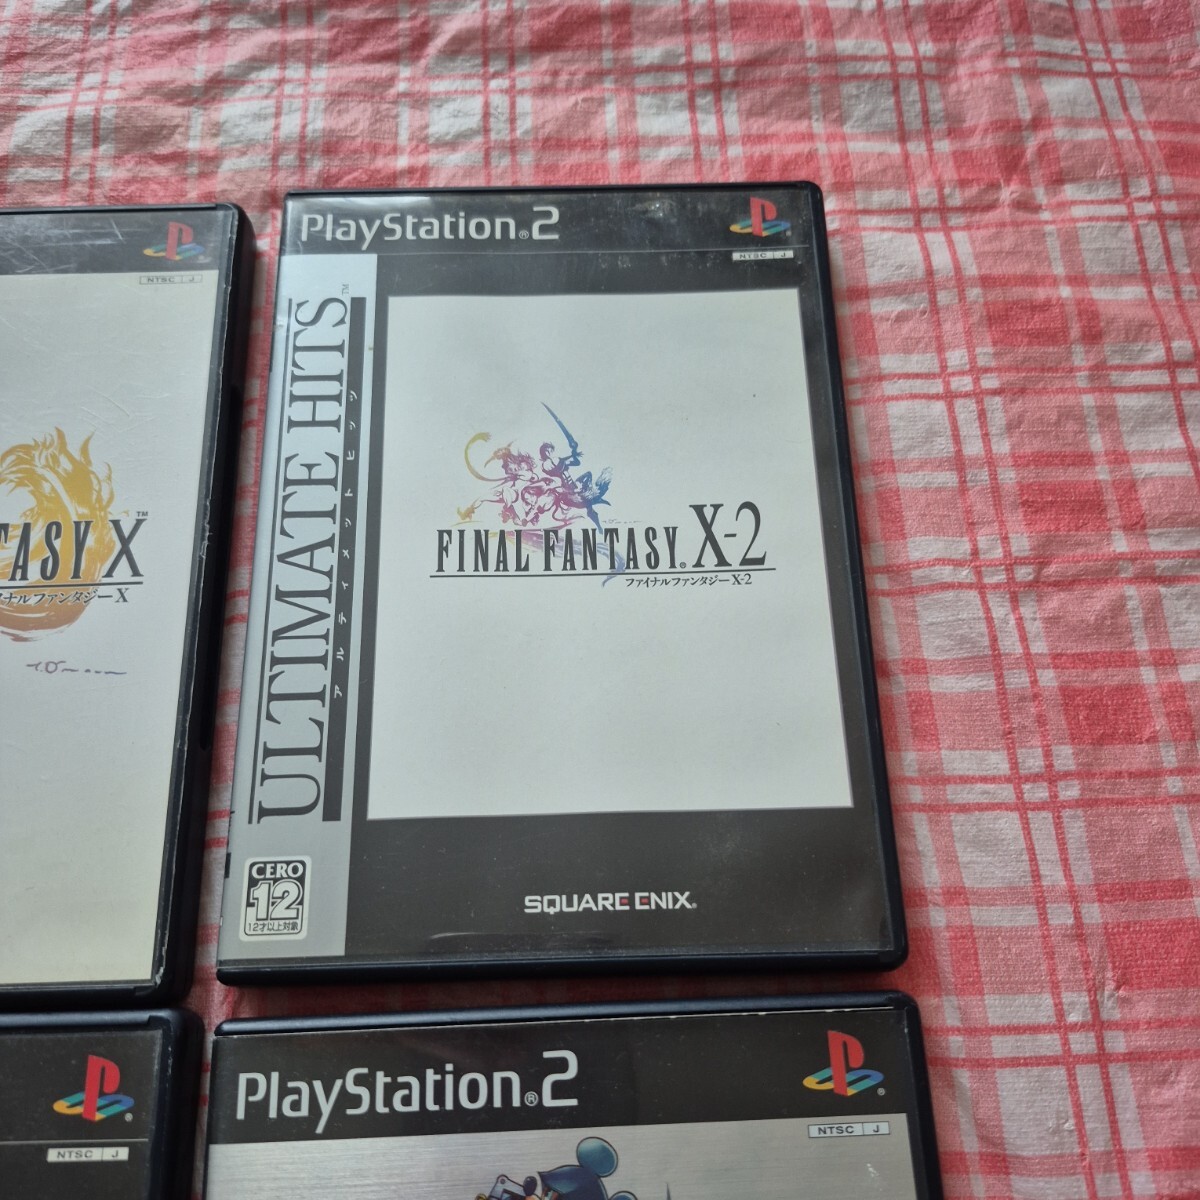 PlayStation®2
NTSC J
NTSC J
ULTIMATE HITS™
アルティメットヒッツ
TASY X™
ナルファンタジーX
FINAL FANTASY® X-2
ファイナルファンタジーX-2
CERO
12
12才以上対象
SQUARE ENIX®
PlayStation®2
NTSC J
NTSC J